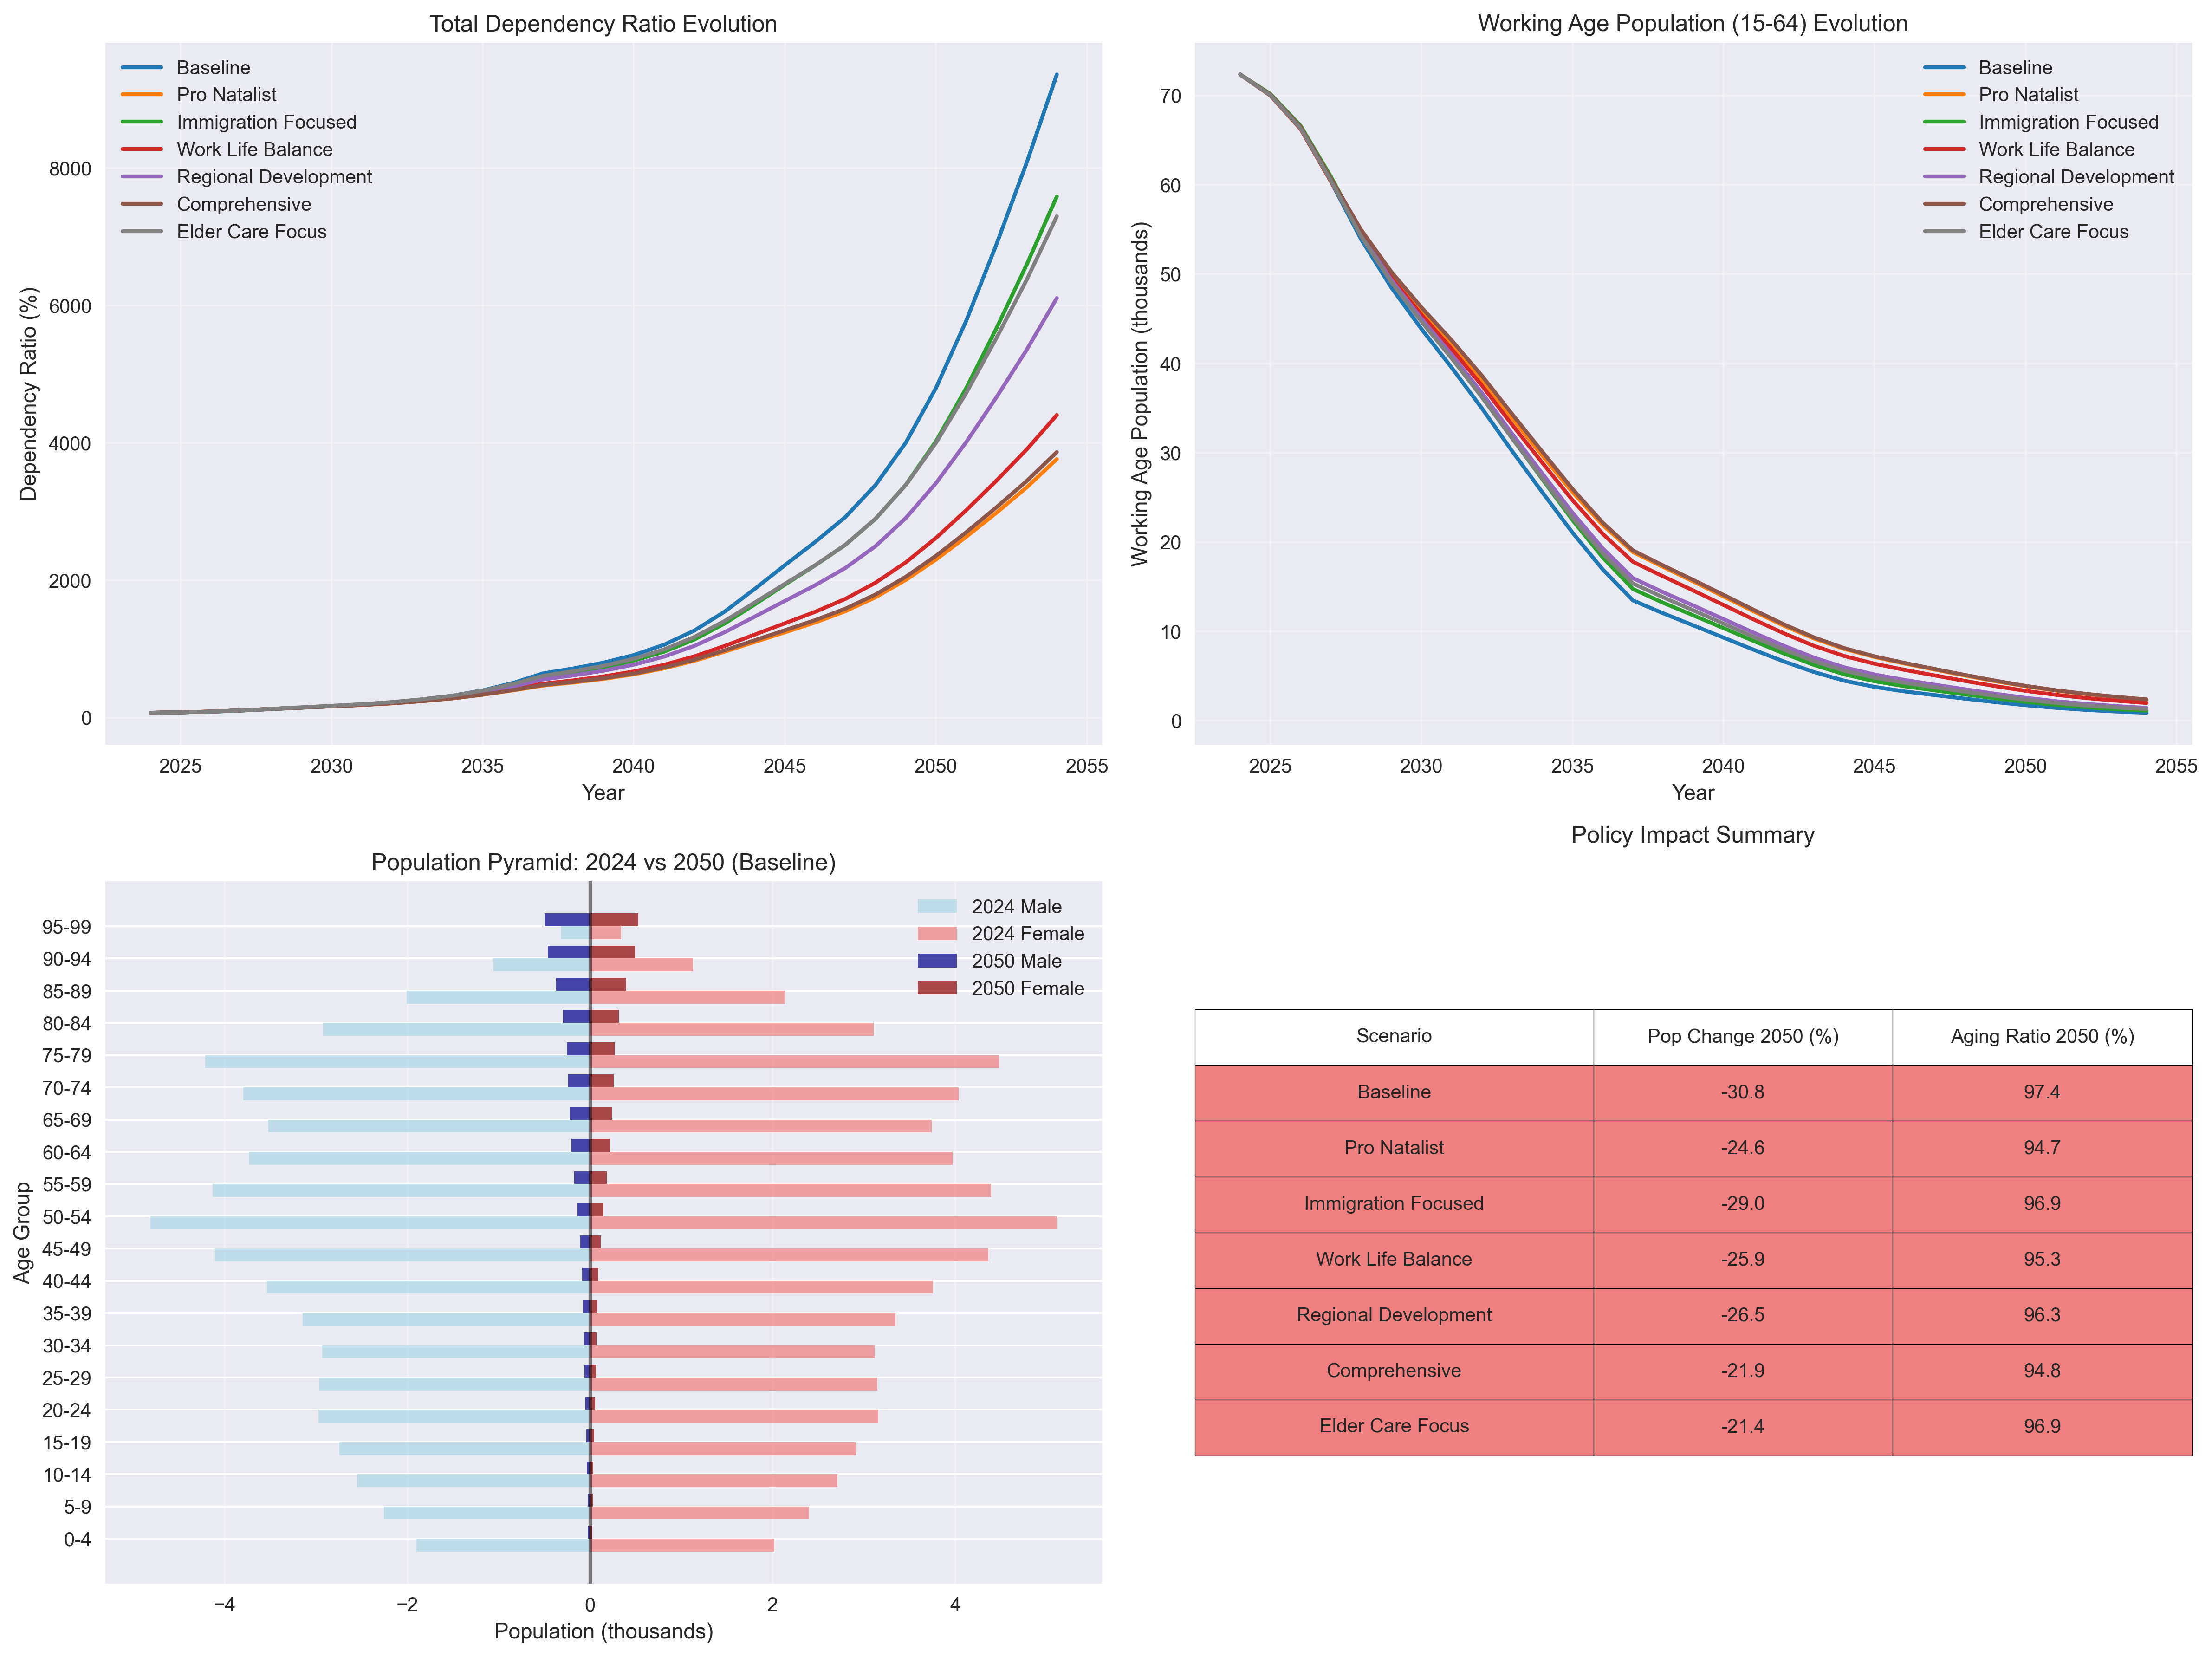 Total Dependency Ratio Evolution
Baseline
Pro Natalist
Immigration Focused
Work Life Balance
Regional Development
Comprehensive
Elder Care Focus
Dependency Ratio (%)
8000
6000
4000
2000
0
2025 2030 2035 2040 2045 2050 2055
Year
Working Age Population (15-64) Evolution
Baseline
Pro Natalist
Immigration Focused
Work Life Balance
Regional Development
Comprehensive
Elder Care Focus
Working Age Population (thousands)
70
60
50
40
30
20
10
0
2025 2030 2035 2040 2045 2050 2055
Year
Population Pyramid: 2024 vs 2050 (Baseline)
2024 Male
2024 Female
2050 Male
2050 Female
Age Group
95-99
90-94
85-89
80-84
75-79
70-74
65-69
60-64
55-59
50-54
45-49
40-44
35-39
30-34
25-29
20-24
15-19
10-14
5-9
0-4
−4 −2 0 2 4
Population (thousands)
Policy Impact Summary
Scenario Pop Change 2050 (%) Aging Ratio 2050 (%)
Baseline -30.8 97.4
Pro Natalist -24.6 94.7
Immigration Focused -29.0 96.9
Work Life Balance -25.9 95.3
Regional Development -26.5 96.3
Comprehensive -21.9 94.8
Elder Care Focus -21.4 96.9